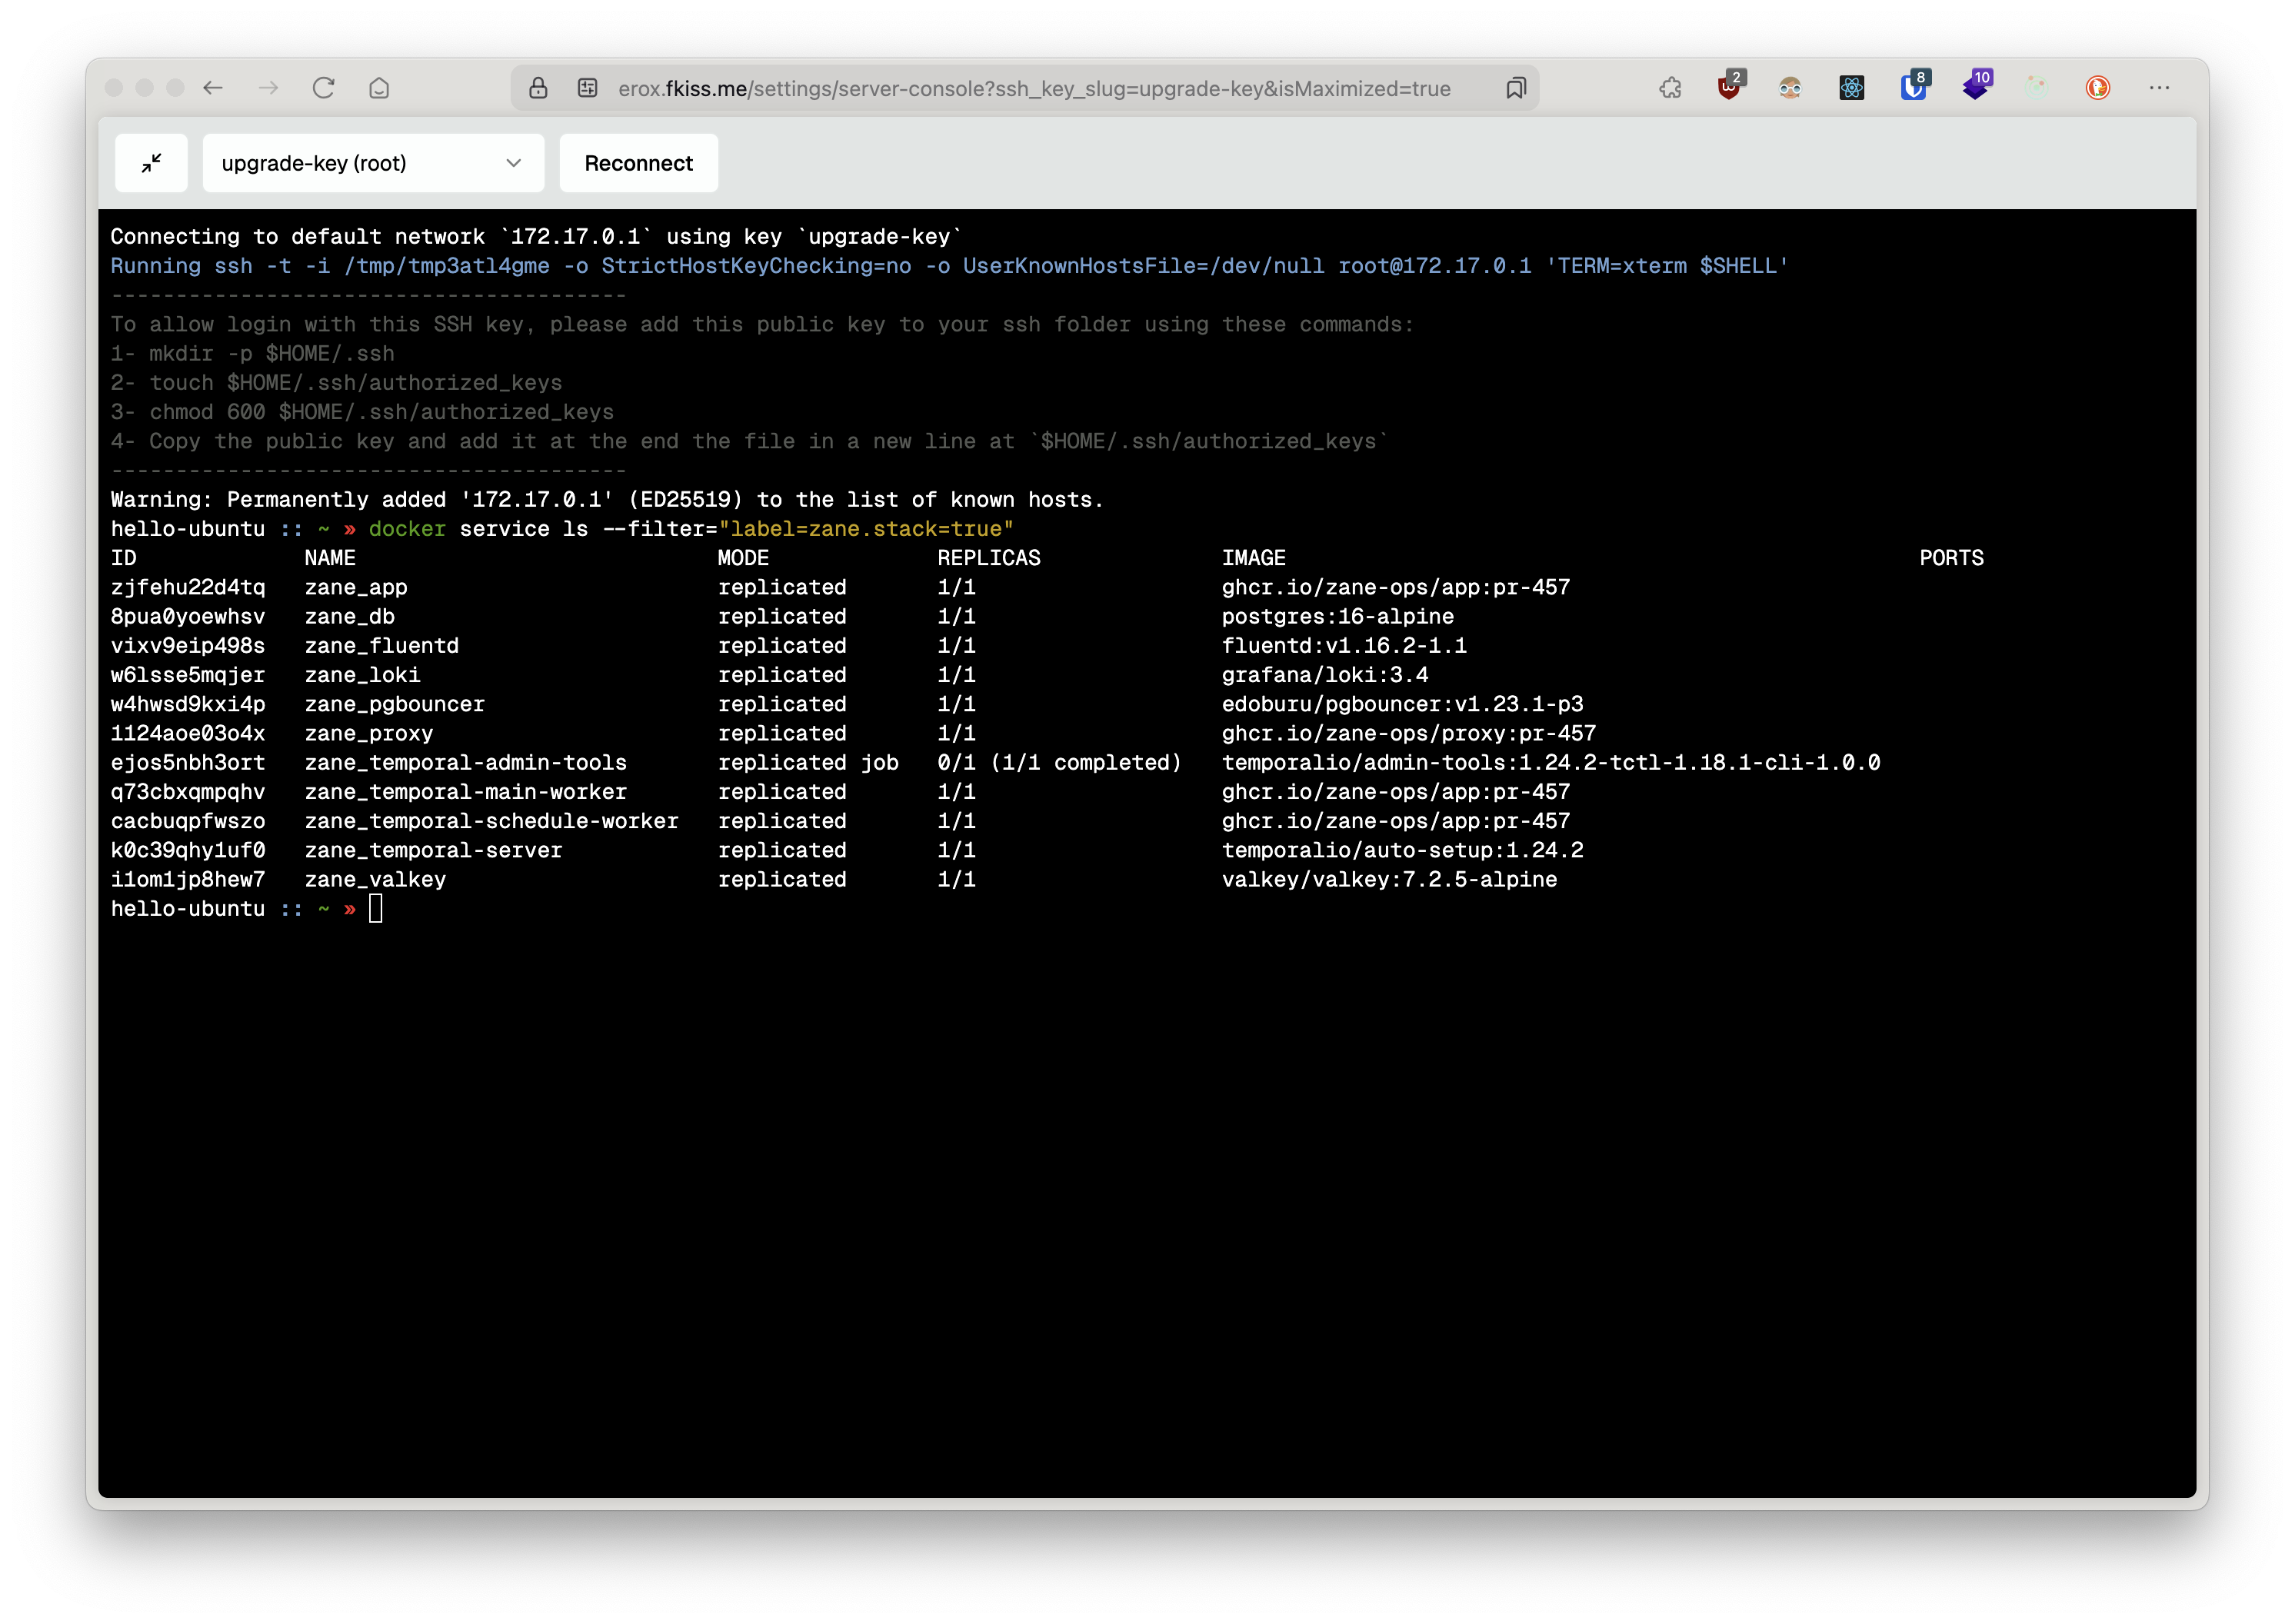 erox.fkiss.me/settings/server-console?ssh_key_slug=upgrade-key&isMaximized=true
2
8
10
upgrade-key (root)
Reconnect
Connecting to default network `172.17.0.1` using key `upgrade-key`
Running ssh -t -i /tmp/tmp3atl4gme -o StrictHostKeyChecking=no -o UserKnownHostsFile=/dev/null root@172.17.0.1 'TERM=xterm $SHELL'
----------------------------------------
To allow login with this SSH key, please add this public key to your ssh folder using these commands:
1- mkdir -p $HOME/.ssh
2- touch $HOME/.ssh/authorized_keys
3- chmod 600 $HOME/.ssh/authorized_keys
4- Copy the public key and add it at the end the file in a new line at `$HOME/.ssh/authorized_keys`
----------------------------------------
Warning: Permanently added '172.17.0.1' (ED25519) to the list of known hosts.
hello-ubuntu :: ~ » docker service ls --filter="label=zane.stack=true"
ID NAME MODE REPLICAS IMAGE PORTS
zjfehu22d4tq zane_app replicated 1/1 ghcr.io/zane-ops/app:pr-457
8pua0yoewhsv zane_db replicated 1/1 postgres:16-alpine
vixv9eip498s zane_fluentd replicated 1/1 fluentd:v1.16.2-1.1
w6lsse5mqjer zane_loki replicated 1/1 grafana/loki:3.4
w4hwsd9kxi4p zane_pgbouncer replicated 1/1 edoburu/pgbouncer:v1.23.1-p3
1124aoe03o4x zane_proxy replicated 1/1 ghcr.io/zane-ops/proxy:pr-457
ejos5nbh3ort zane_temporal-admin-tools replicated job 0/1 (1/1 completed) temporalio/admin-tools:1.24.2-tctl-1.18.1-cli-1.0.0
q73cbxqmpqhv zane_temporal-main-worker replicated 1/1 ghcr.io/zane-ops/app:pr-457
cacbuqpfwszo zane_temporal-schedule-worker replicated 1/1 ghcr.io/zane-ops/app:pr-457
k0c39qhy1uf0 zane_temporal-server replicated 1/1 temporalio/auto-setup:1.24.2
i1om1jp8hew7 zane_valkey replicated 1/1 valkey/valkey:7.2.5-alpine
hello-ubuntu :: ~ »